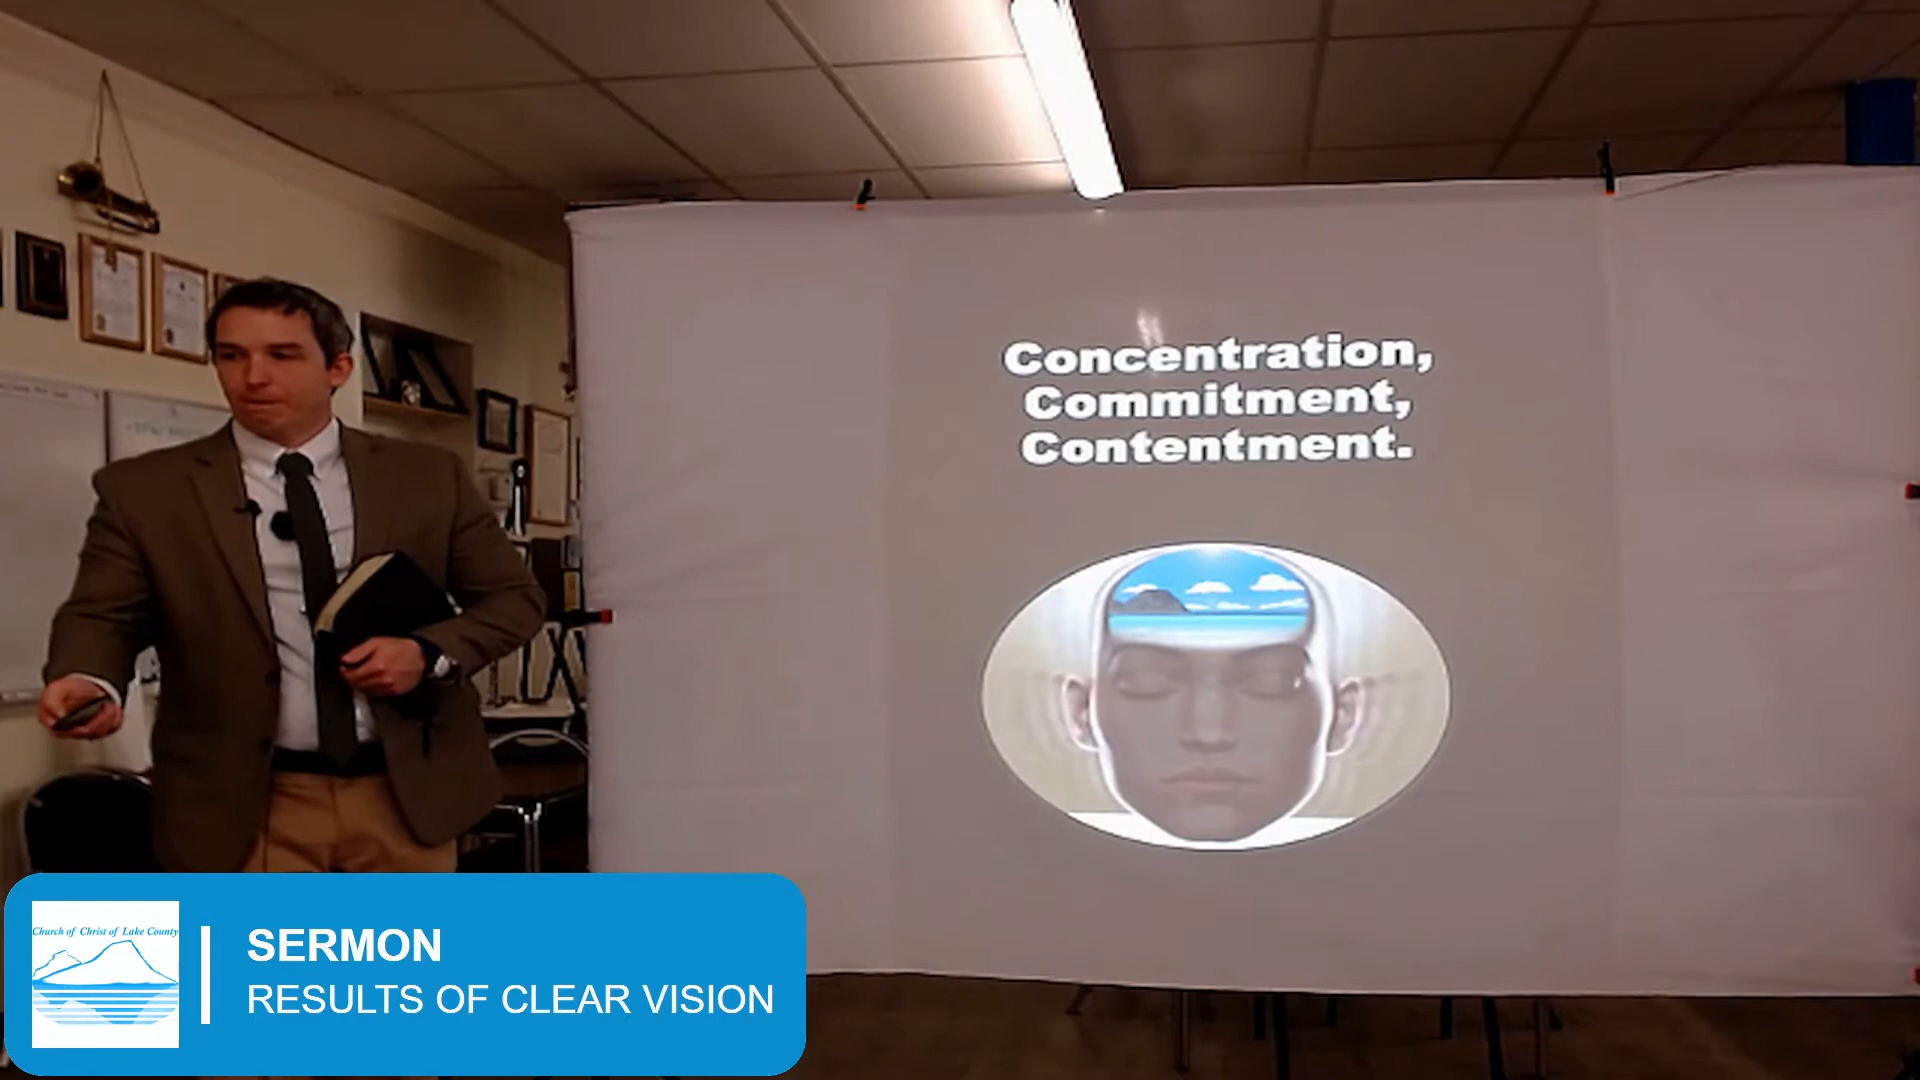 Concentration,
Commitment,
Contentment.
Church of Christ of Lake County
SERMON
RESULTS OF CLEAR VISION